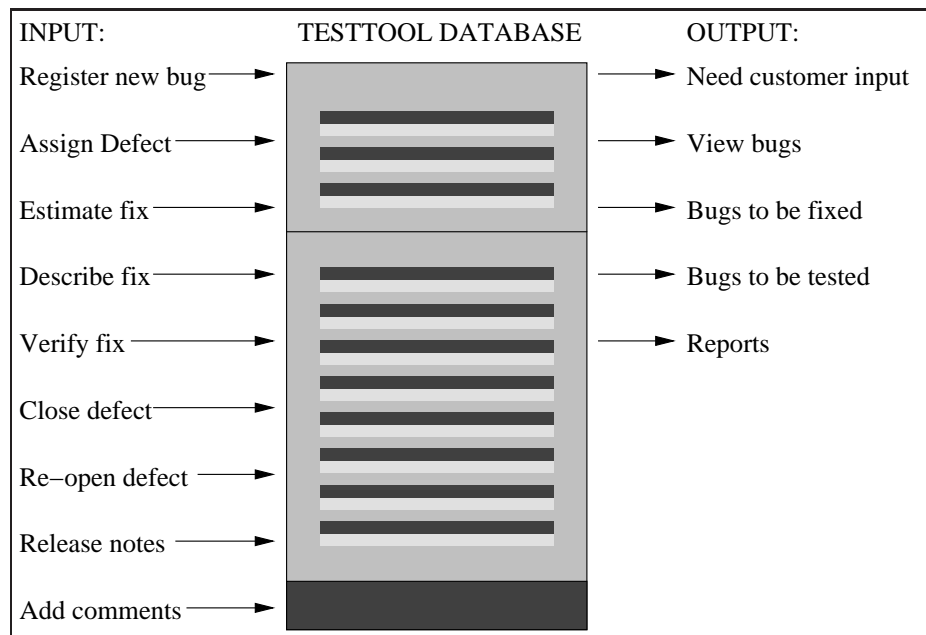 INPUT:
TESTTOOL DATABASE
OUTPUT:
Register new bug
Assign Defect
Estimate fix
Describe fix
Verify fix
Close defect
Re−open defect
Release notes
Add comments
Need customer input
View bugs
Bugs to be fixed
Bugs to be tested
Reports